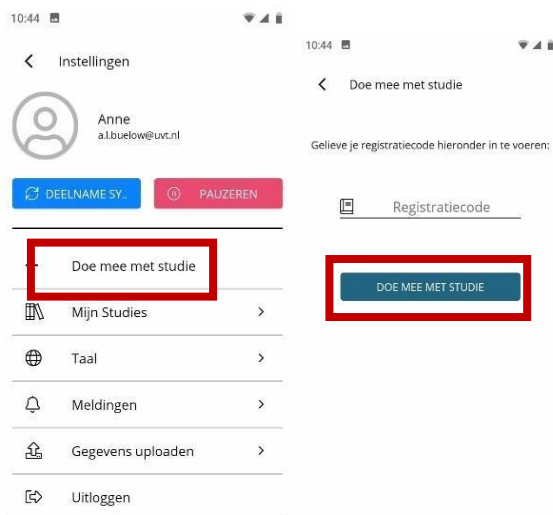 10:44
Instellingen
Anne
a.l.buelow@uvt.nl
DEELNAME SY..
PAUZEREN
Doe mee met studie
Mijn Studies
Taal
Meldingen
Gegevens uploaden
Uitloggen
10:44
Doe mee met studie
Gelieve je registratiecode hieronder in te voeren:
Registratiecode
DOE MEE MET STUDIE